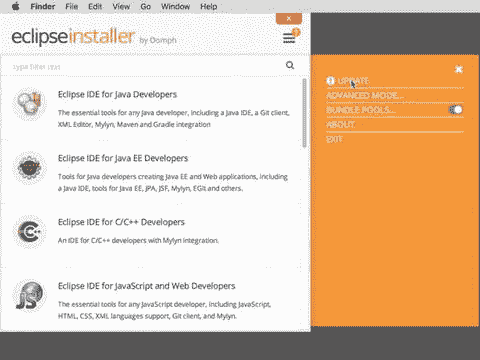 Finder File Edit View Go Window Help
eclipseinstaller by Oomph
type filter text
Eclipse IDE for Java Developers
The essential tools for any Java developer, including a Java IDE, a Git client,
XML Editor, Mylyn, Maven and Gradle integration
Eclipse IDE for Java EE Developers
Tools for Java developers creating Java EE and Web applications, including
a Java IDE, tools for Java EE, JPA, JSF, Mylyn, EGit and others.
Eclipse IDE for C/C++ Developers
An IDE for C/C++ developers with Mylyn integration.
Eclipse IDE for JavaScript and Web Developers
The essential tools for any JavaScript developer, including JavaScript,
HTML, CSS, XML languages support, Git client, and Mylyn.
UPDATE
ADVANCED MODE...
BUNDLE POOLS...
ABOUT
EXIT